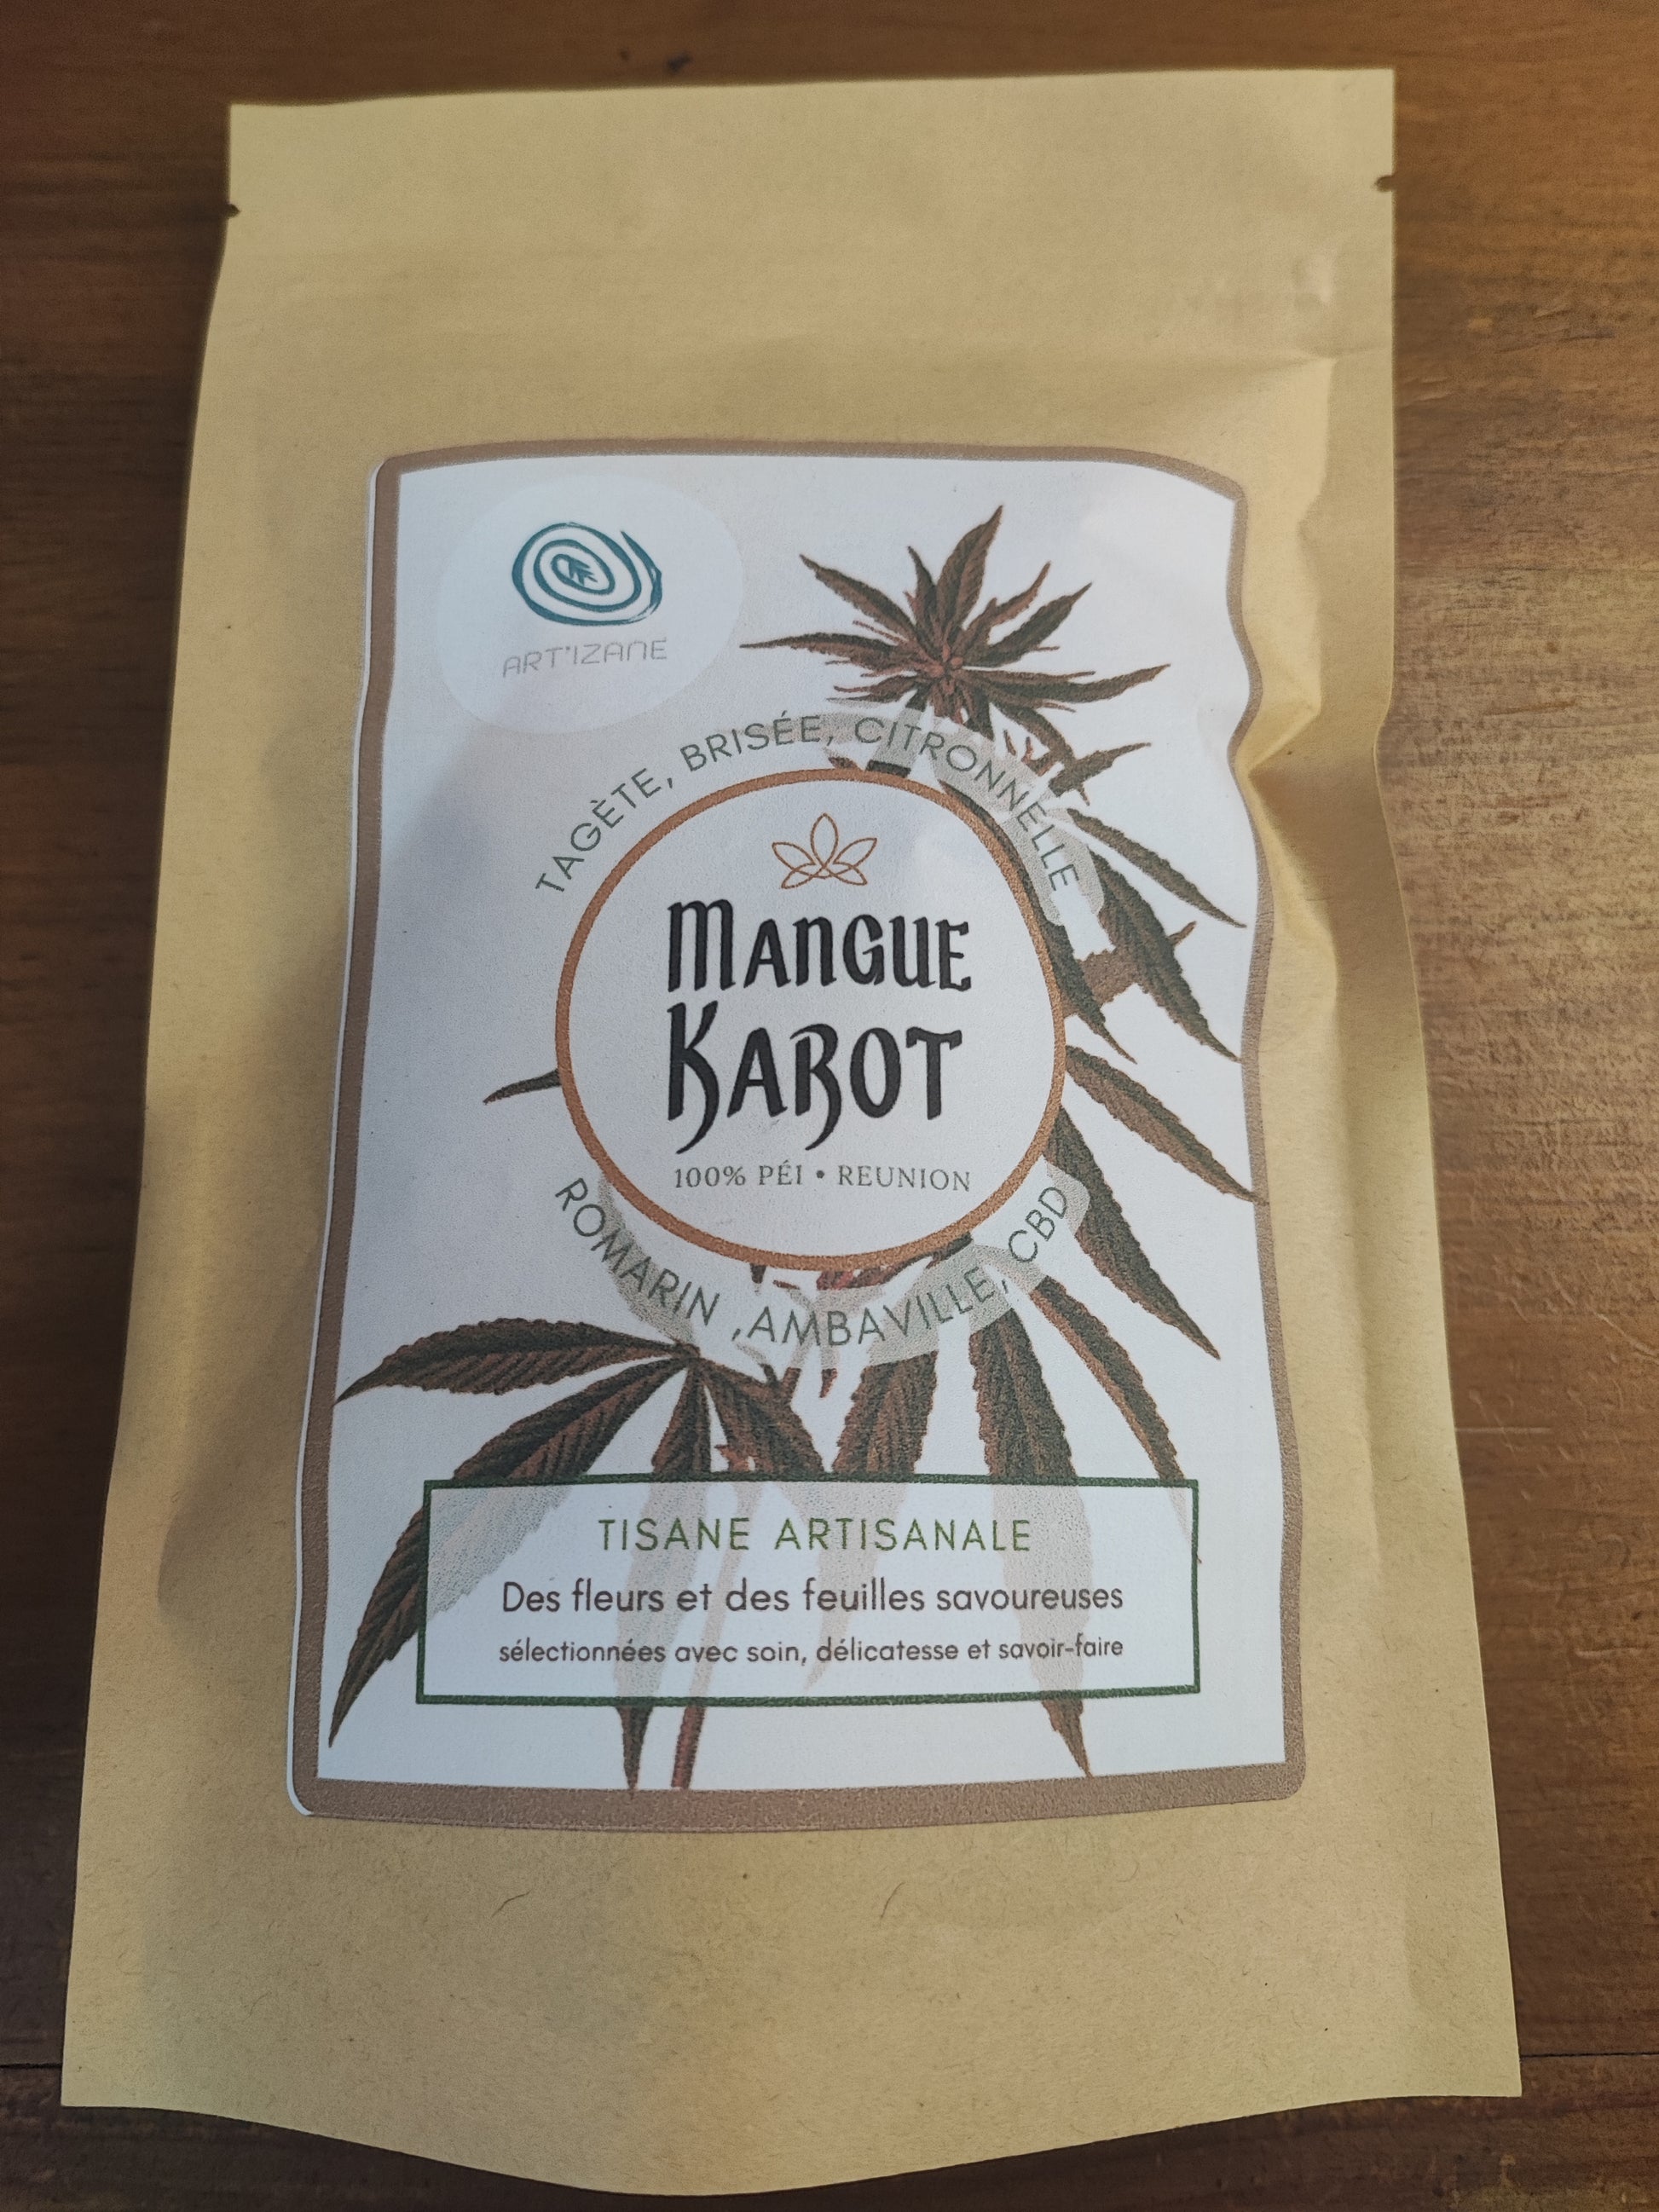 ART'IZANE
TAGÈTE, BRISÉE, CITRONNELLE
MANGUE
KAROT
100% PÉI • REUNION
ROMARIN ,AMBAVILLE, CBD
TISANE ARTISANALE
Des fleurs et des feuilles savoureuses
sélectionnées avec soin, délicatesse et savoir-faire